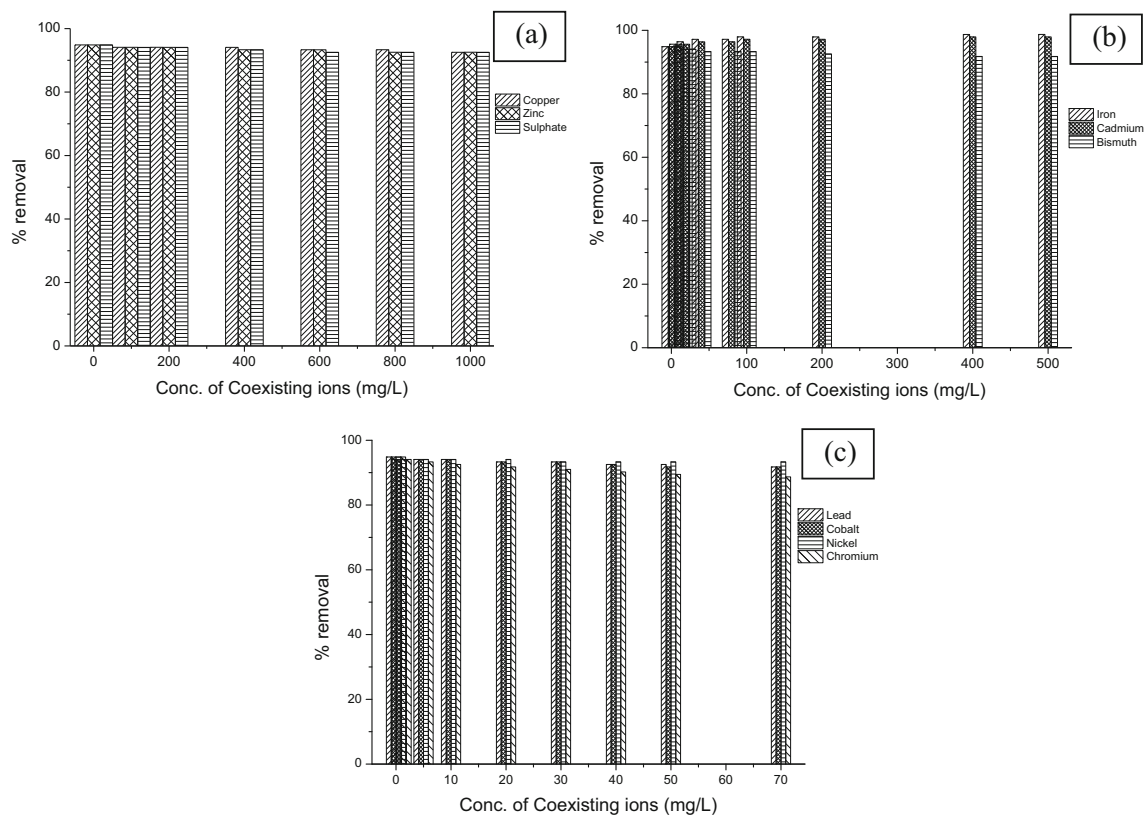 (a)
100
80
60
40
20
0
% removal
0 200 400 600 800 1000
Conc. of Coexisting ions (mg/L)
Copper
Zinc
Sulphate
(b)
100
80
60
40
20
0
% removal
0 100 200 300 400 500
Conc. of Coexisting ions (mg/L)
Iron
Cadmium
Bismuth
(c)
100
80
60
40
20
0
% removal
0 10 20 30 40 50 60 70
Conc. of Coexisting ions (mg/L)
Lead
Cobalt
Nickel
Chromium